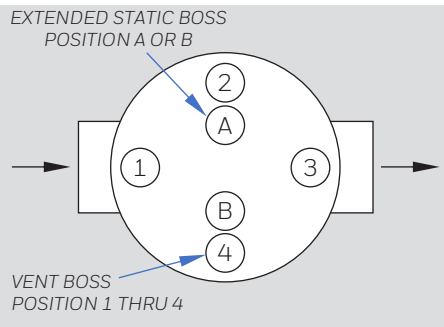 EXTENDED STATIC BOSS
POSITION A OR B
2
A
1
3
B
4
VENT BOSS
POSITION 1 THRU 4